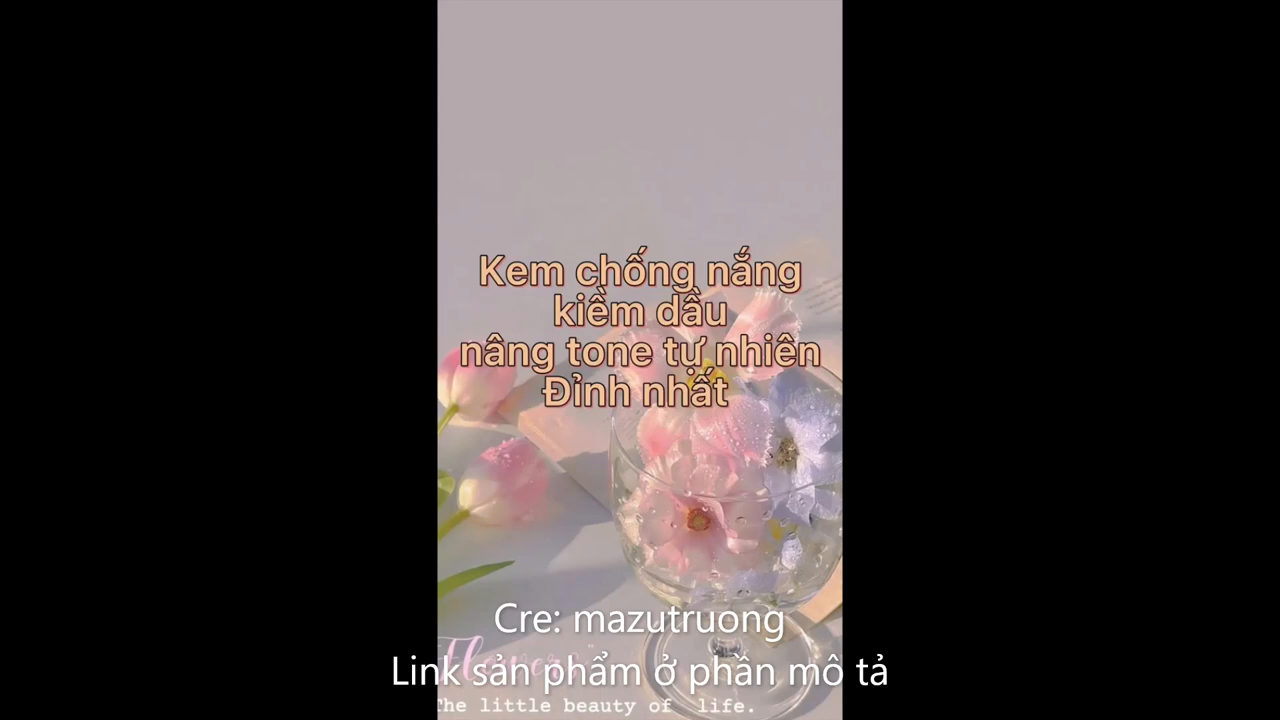 Kem chống nắng
kiềm dầu
nâng tone tự nhiên
Đỉnh nhất
Cre: mazutruong
Flowers
Link sản phẩm ở phần mô tả
The little beauty of life.